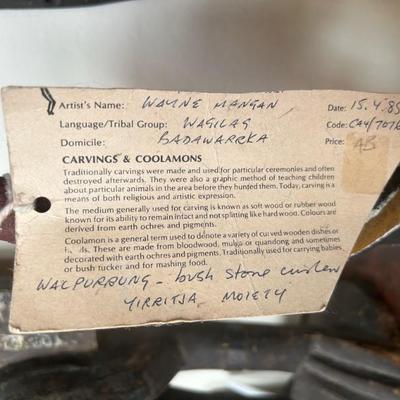 Artist's Name: WAYNE MANGAN Date: 15.4.85
Language/Tribal Group: WAGILAG Code: CA4/7076
Domicile: BADAWARRKA Price: AB
CARVINGS & COOLAMONS
Traditionally carvings were made and used for particular ceremonies and often
destroyed afterwards. They were also a graphic method of teaching children
about particular animals in the area before they hunted them. Today, carving is a
means of both religious and artistic expression.
The medium generally used for carving is known as soft wood or rubber wood
known for its ability to remain intact and not splitting like hard wood. Colours are
derived from earth ochres and pigments.
Coolamon is a general term used to denote a variety of curved wooden dishes or
These are made from bloodwood, mulga or quandong and sometimes
decorated with earth ochres and pigments. Traditionally used for carrying babies,
or bush tucker and for mashing food.
WALPURRUNG - bush stone curlew
YIRRITJA MOIETY